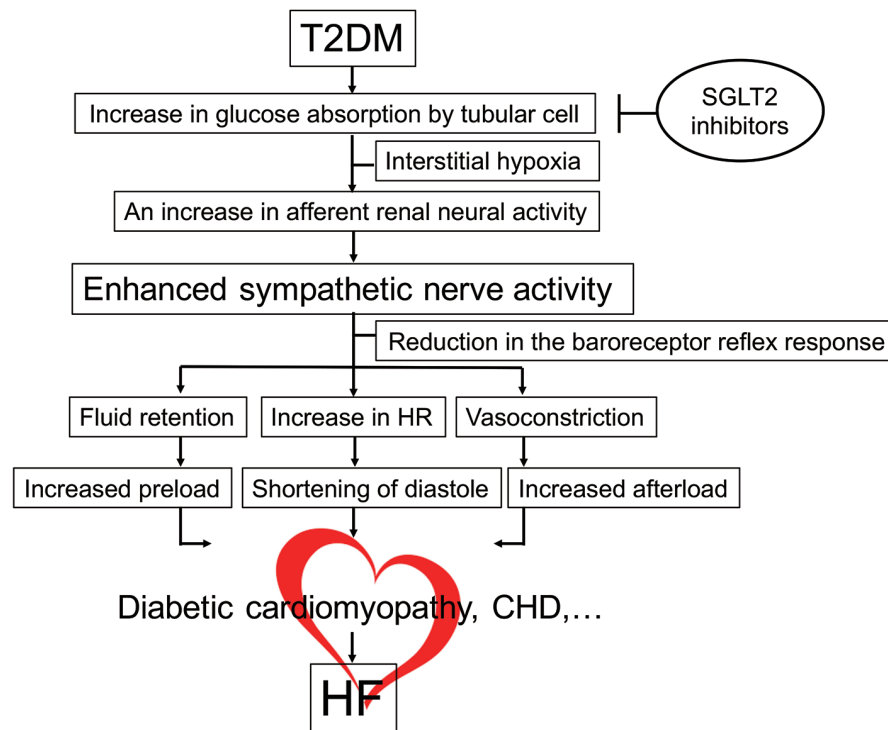 T2DM
Increase in glucose absorption by tubular cell
SGLT2
inhibitors
Interstitial hypoxia
An increase in afferent renal neural activity
Enhanced sympathetic nerve activity
Reduction in the baroreceptor reflex response
Fluid retention
Increase in HR
Vasoconstriction
Increased preload
Shortening of diastole
Increased afterload
Diabetic cardiomyopathy, CHD,…
HF